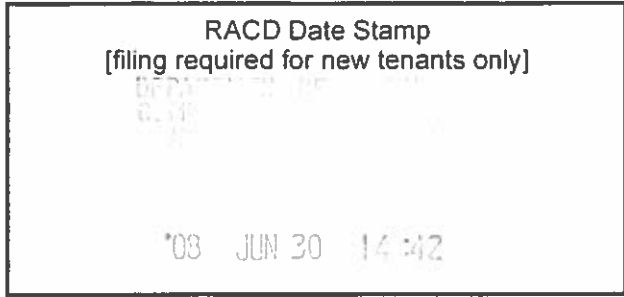 RACD Date Stamp
[filing required for new tenants only]
'08 JUN 30 14:42